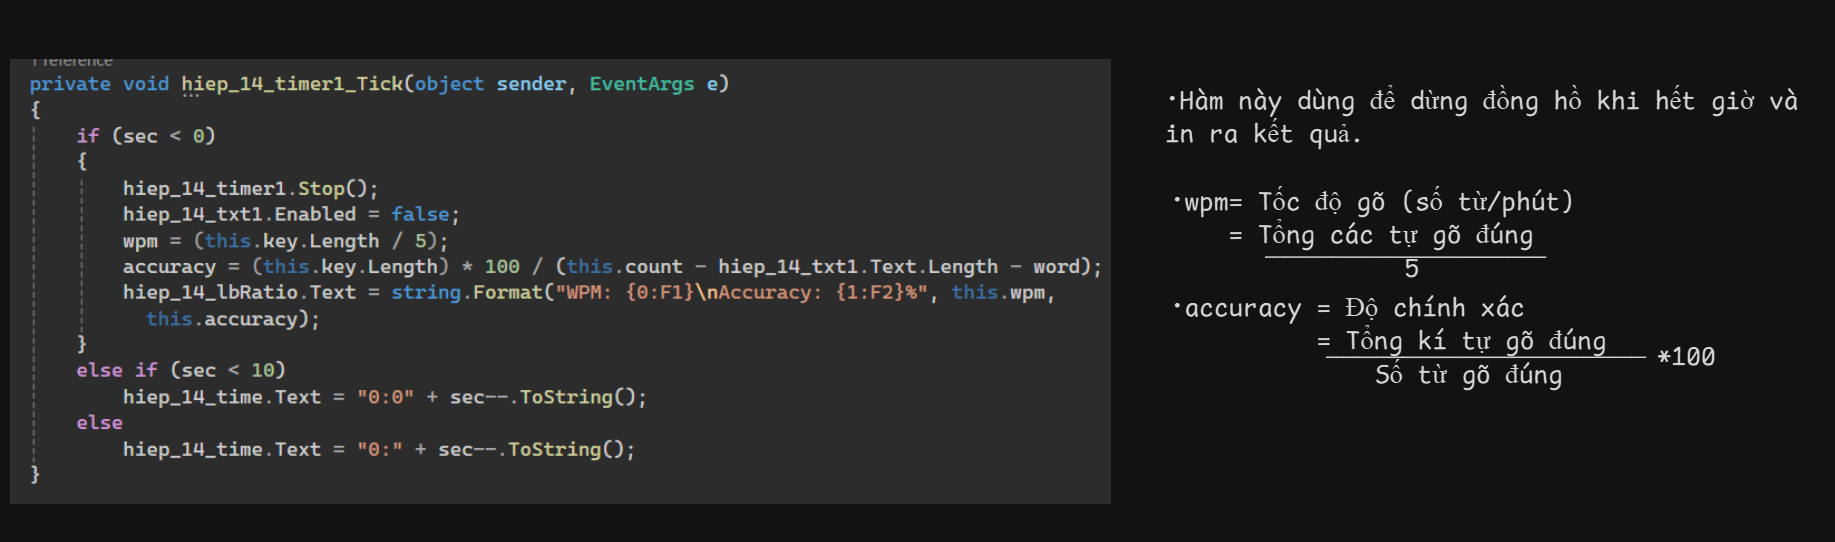 1 reference
private void hiep_14_timer1_Tick(object sender, EventArgs e)
{
if (sec < 0)
{
hiep_14_timer1.Stop();
hiep_14_txt1.Enabled = false;
wpm = (this.key.Length / 5);
accuracy = (this.key.Length) * 100 / (this.count - hiep_14_txt1.Text.Length - word);
hiep_14_lbRatio.Text = string.Format("WPM: {0:F1}\nAccuracy: {1:F2}%", this.wpm,
this.accuracy);
}
else if (sec < 10)
hiep_14_time.Text = "0:0" + sec--.ToString();
else
hiep_14_time.Text = "0:" + sec--.ToString();
}
•Hàm này dùng để dừng đồng hồ khi hết giờ và
in ra kết quả.
•wpm= Tốc độ gõ (số từ/phút)
= Tổng các tự gõ đúng
5
•accuracy = Độ chính xác
= Tổng kí tự gõ đúng
*100
Số từ gõ đúng